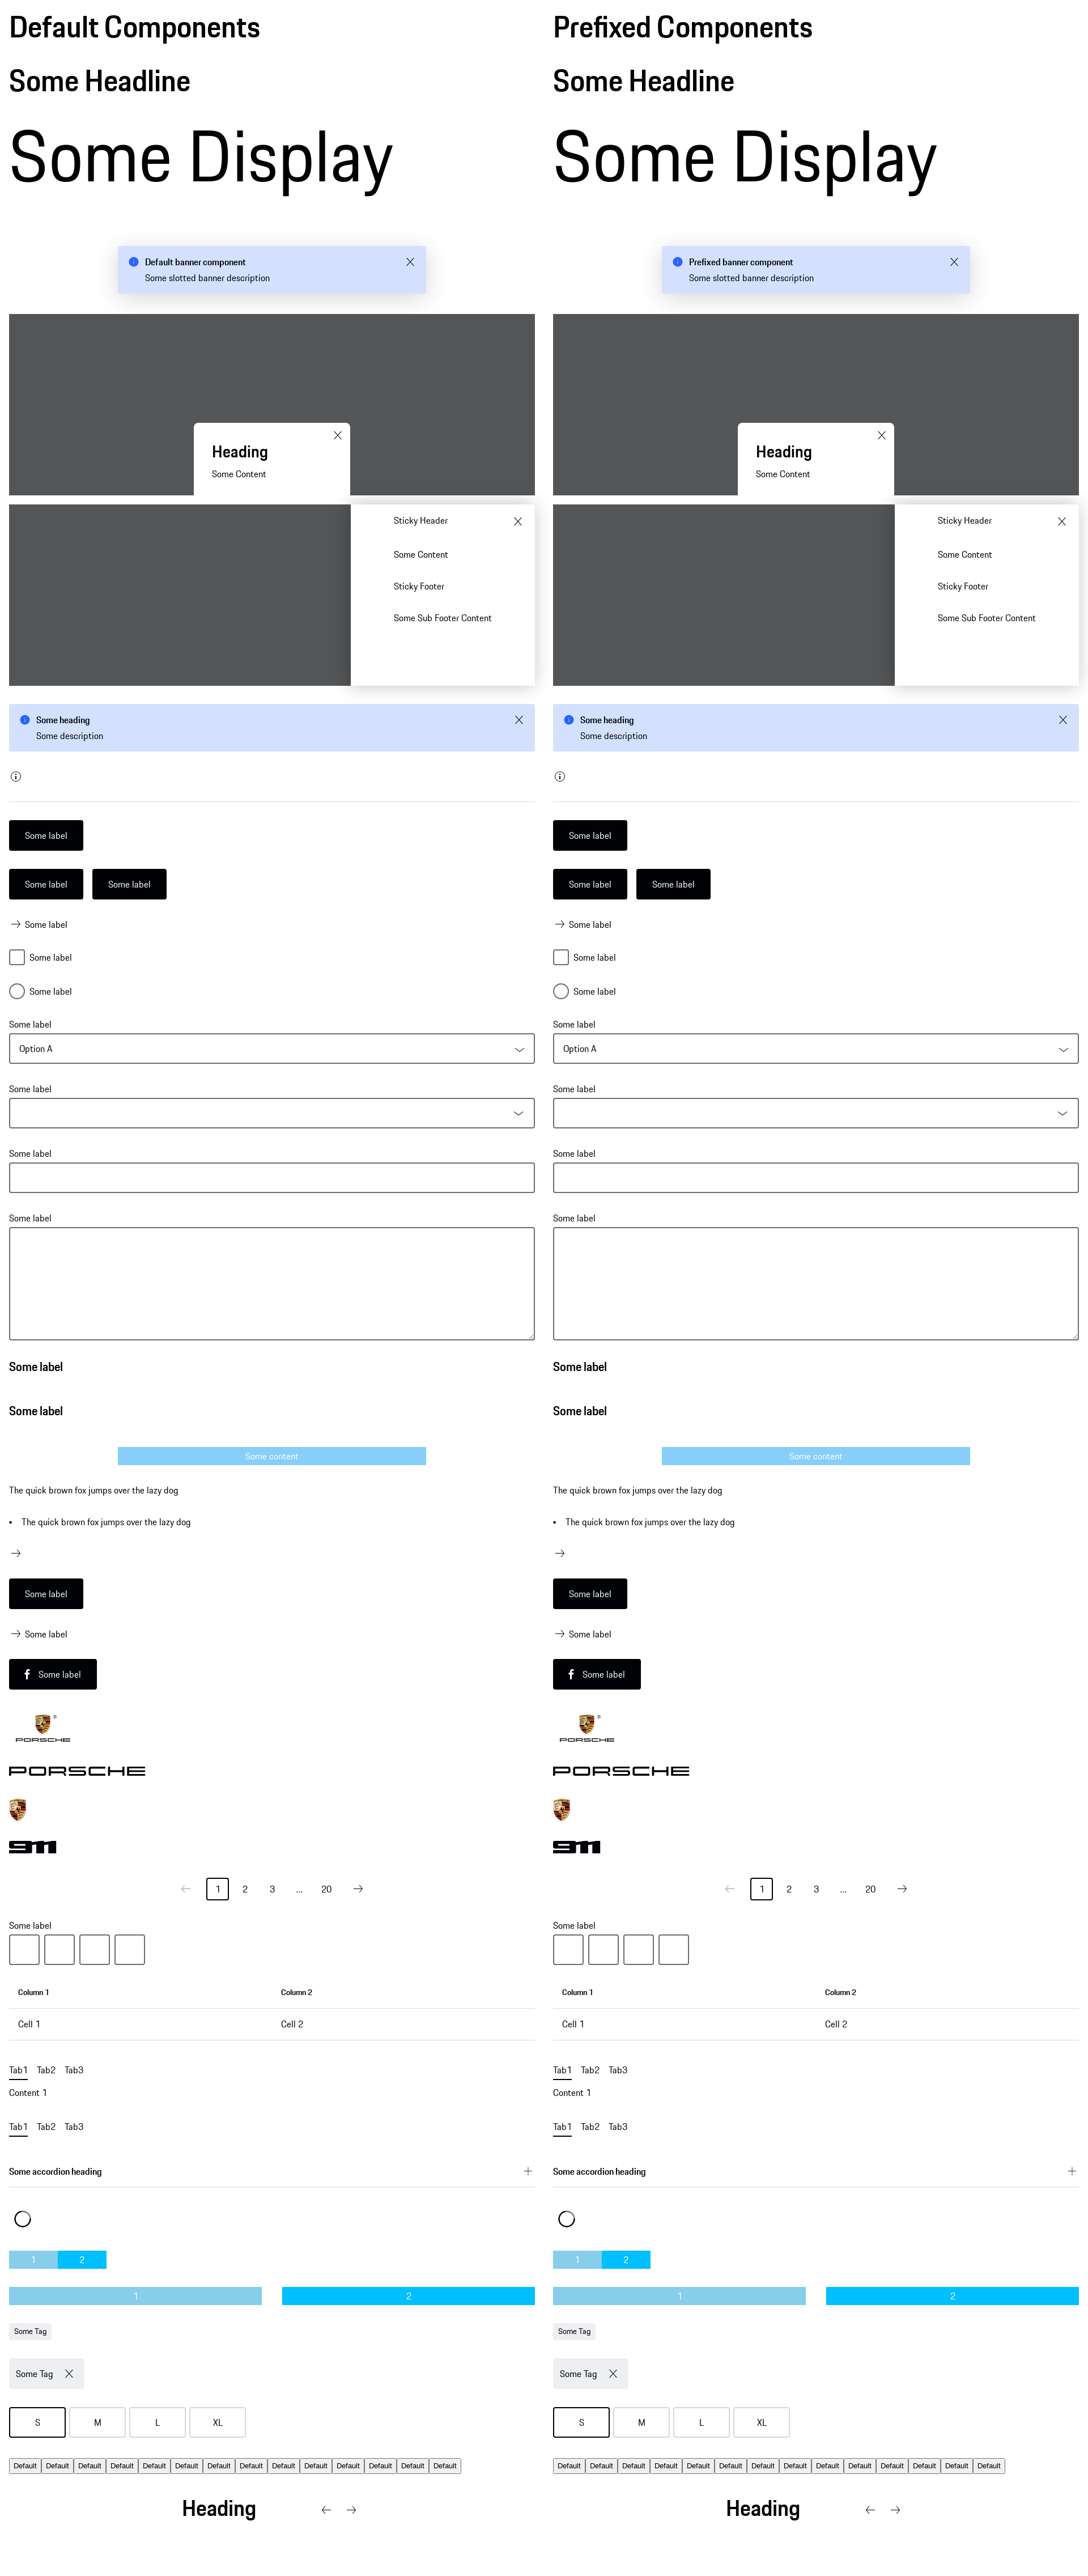 Default Components
Some Headline
Some Display
Default banner component
Some slotted banner description
Heading
Some Content
Sticky Header
Some Content
Sticky Footer
Some Sub Footer Content
Some heading
Some description
Some label
Some label Some label
Some label
Some label
Some label
Some label
Option A
Some label
Some label
Some label
Some label
Some label
Some content
The quick brown fox jumps over the lazy dog
• The quick brown fox jumps over the lazy dog
Some label
Some label
Some label
PORSCHE
PORSCHE
911
1 2 3 ... 20
Some label
Column 1 Column 2
Cell 1 Cell 2
Tab1 Tab2 Tab3
Content 1
Tab1 Tab2 Tab3
Some accordion heading
1 2
1 2
Some Tag
Some Tag
S M L XL
Default Default Default Default Default Default Default Default Default Default Default Default Default Default
Heading
Prefixed Components
Some Headline
Some Display
Prefixed banner component
Some slotted banner description
Heading
Some Content
Sticky Header
Some Content
Sticky Footer
Some Sub Footer Content
Some heading
Some description
Some label
Some label Some label
Some label
Some label
Some label
Some label
Option A
Some label
Some label
Some label
Some label
Some label
Some content
The quick brown fox jumps over the lazy dog
• The quick brown fox jumps over the lazy dog
Some label
Some label
Some label
PORSCHE
PORSCHE
911
1 2 3 ... 20
Some label
Column 1 Column 2
Cell 1 Cell 2
Tab1 Tab2 Tab3
Content 1
Tab1 Tab2 Tab3
Some accordion heading
1 2
1 2
Some Tag
Some Tag
S M L XL
Default Default Default Default Default Default Default Default Default Default Default Default Default Default
Heading